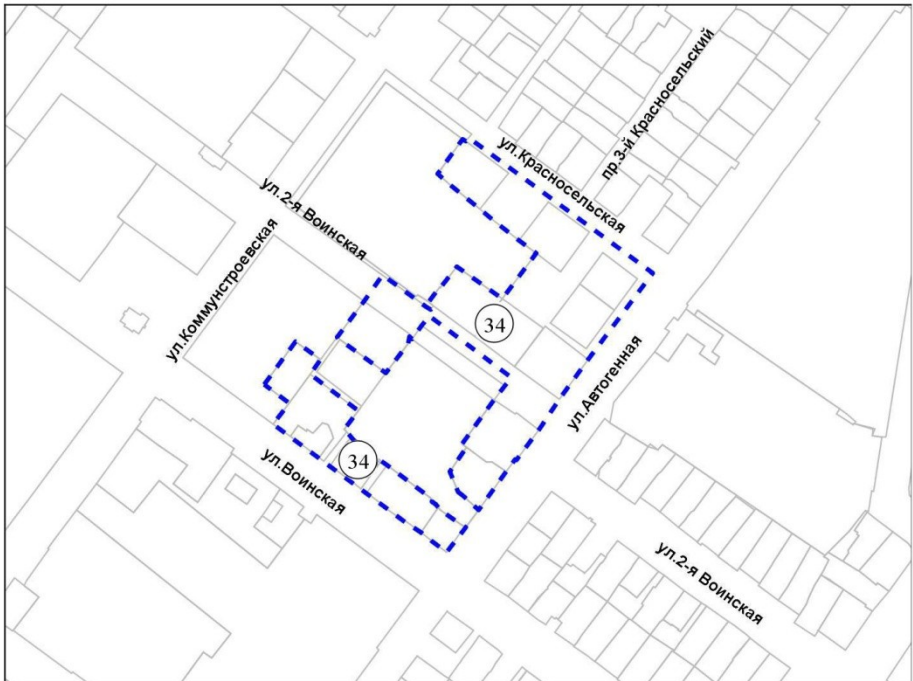 пр.3-й Красносельский
ул.Красносельская
ул.2-я Воинская
ул.Коммунстроевская
34
ул.Автогенная
34
ул.Воинская
ул.2-я Воинская